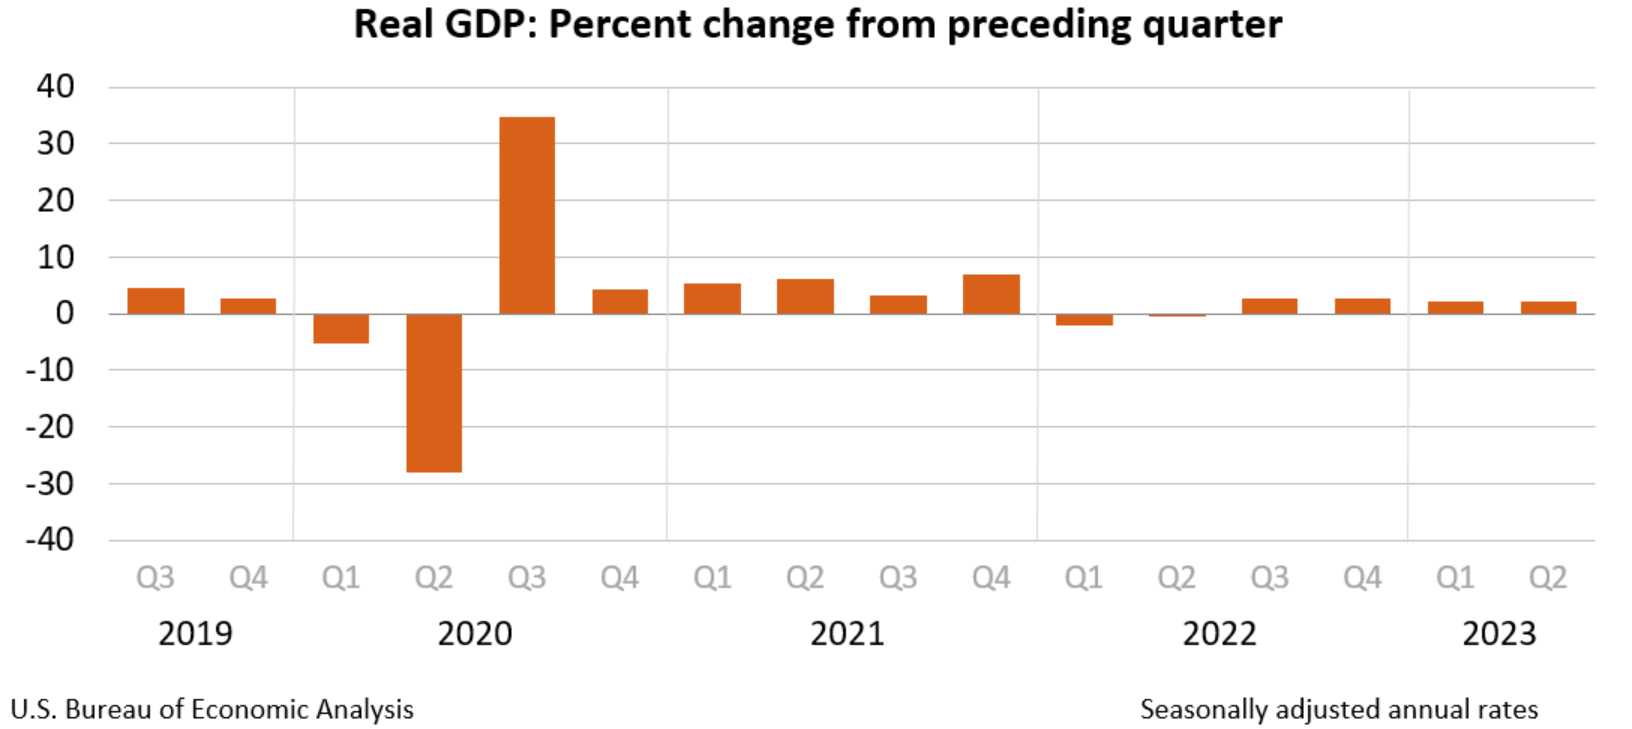 Real GDP: Percent change from preceding quarter
40
30
20
10
0
-10
-20
-30
-40
Q3 Q4 Q1 Q2 Q3 Q4 Q1 Q2 Q3 Q4 Q1 Q2 Q3 Q4 Q1 Q2
2019 2020 2021 2022 2023
U.S. Bureau of Economic Analysis Seasonally adjusted annual rates